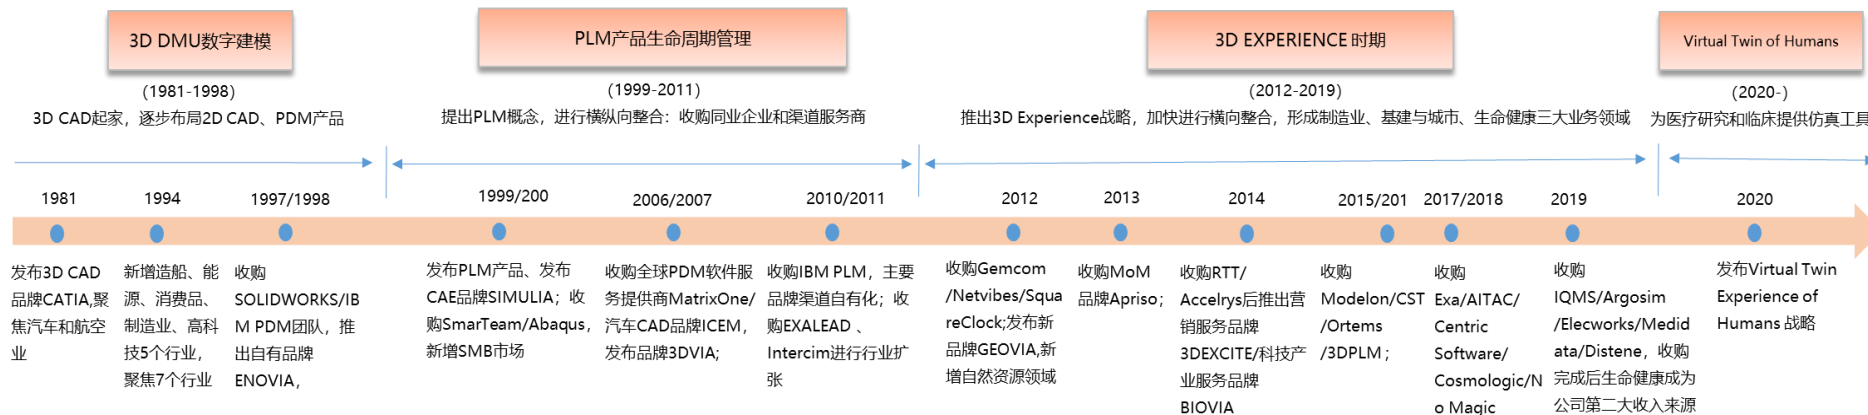 3D DMU数字建模
(1981-1998)
3D CAD起家，逐步布局2D CAD、PDM产品
PLM产品生命周期管理
(1999-2011)
提出PLM概念，进行横纵向整合：收购同业企业和渠道服务商
3D EXPERIENCE 时期
(2012-2019)
推出3D Experience战略，加快进行横向整合，形成制造业、基建与城市、生命健康三大业务领域
Virtual Twin of Humans
(2020-)
为医疗研究和临床提供仿真工具
1981
发布3D CAD
品牌CATIA,聚
焦汽车和航空
业
1994
新增造船、能
源、消费品、
制造业、高科
技5个行业，
聚焦7个行业
1997/1998
收购
SOLIDWORKS/IB
M PDM团队，推
出自有品牌
ENOVIA，
1999/200
发布PLM产品、发布
CAE品牌SIMULIA；收
购SmarTeam/Abaqus，
新增SMB市场
2006/2007
收购全球PDM软件服
务提供商MatrixOne/
汽车CAD品牌ICEM，
发布品牌3DVIA;
2010/2011
收购IBM PLM，主要
品牌渠道自有化；收
购EXALEAD 、
Intercim进行行业扩
张
2012
收购Gemcom
/Netvibes/Squa
reClock;发布新
品牌GEOVIA,新
增自然资源领域
2013
收购MoM
品牌Apriso；
2014
收购RTT/
Accelrys后推出营
销服务品牌
3DEXCITE/科技产
业服务品牌
BIOVIA
2015/201
收购
Modelon/CST
/Ortems
/3DPLM；
2017/2018
收购
Exa/AITAC/
Centric
Software/
Cosmologic/N
o Magic
2019
收购
IQMS/Argosim
/Elecworks/Medid
ata/Distene，收购
完成后生命健康成为
公司第二大收入来源
2020
发布Virtual Twin
Experience of
Humans 战略